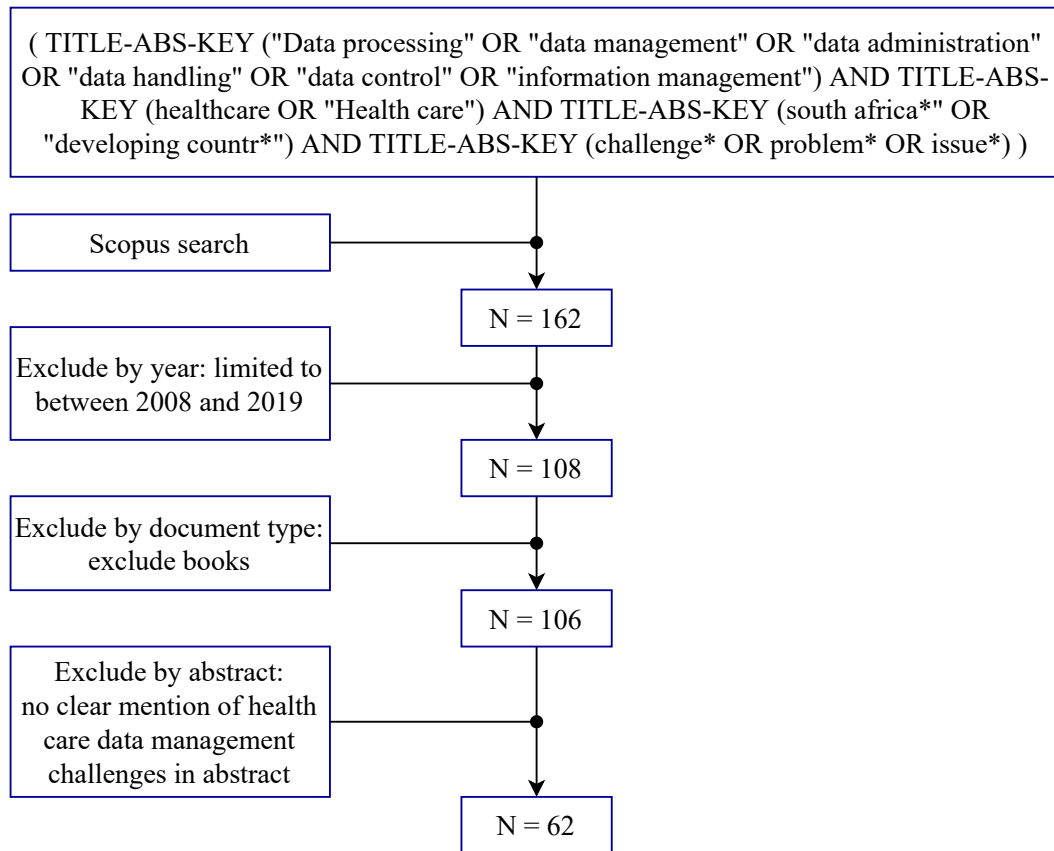 ( TITLE-ABS-KEY ("Data processing" OR "data management" OR "data administration"
OR "data handling" OR "data control" OR "information management") AND TITLE-ABS-
KEY (healthcare OR "Health care") AND TITLE-ABS-KEY (south africa*" OR
"developing countr*") AND TITLE-ABS-KEY (challenge* OR problem* OR issue*) )
Scopus search
N = 162
Exclude by year: limited to
between 2008 and 2019
N = 108
Exclude by document type:
exclude books
N = 106
Exclude by abstract:
no clear mention of health
care data management
challenges in abstract
N = 62